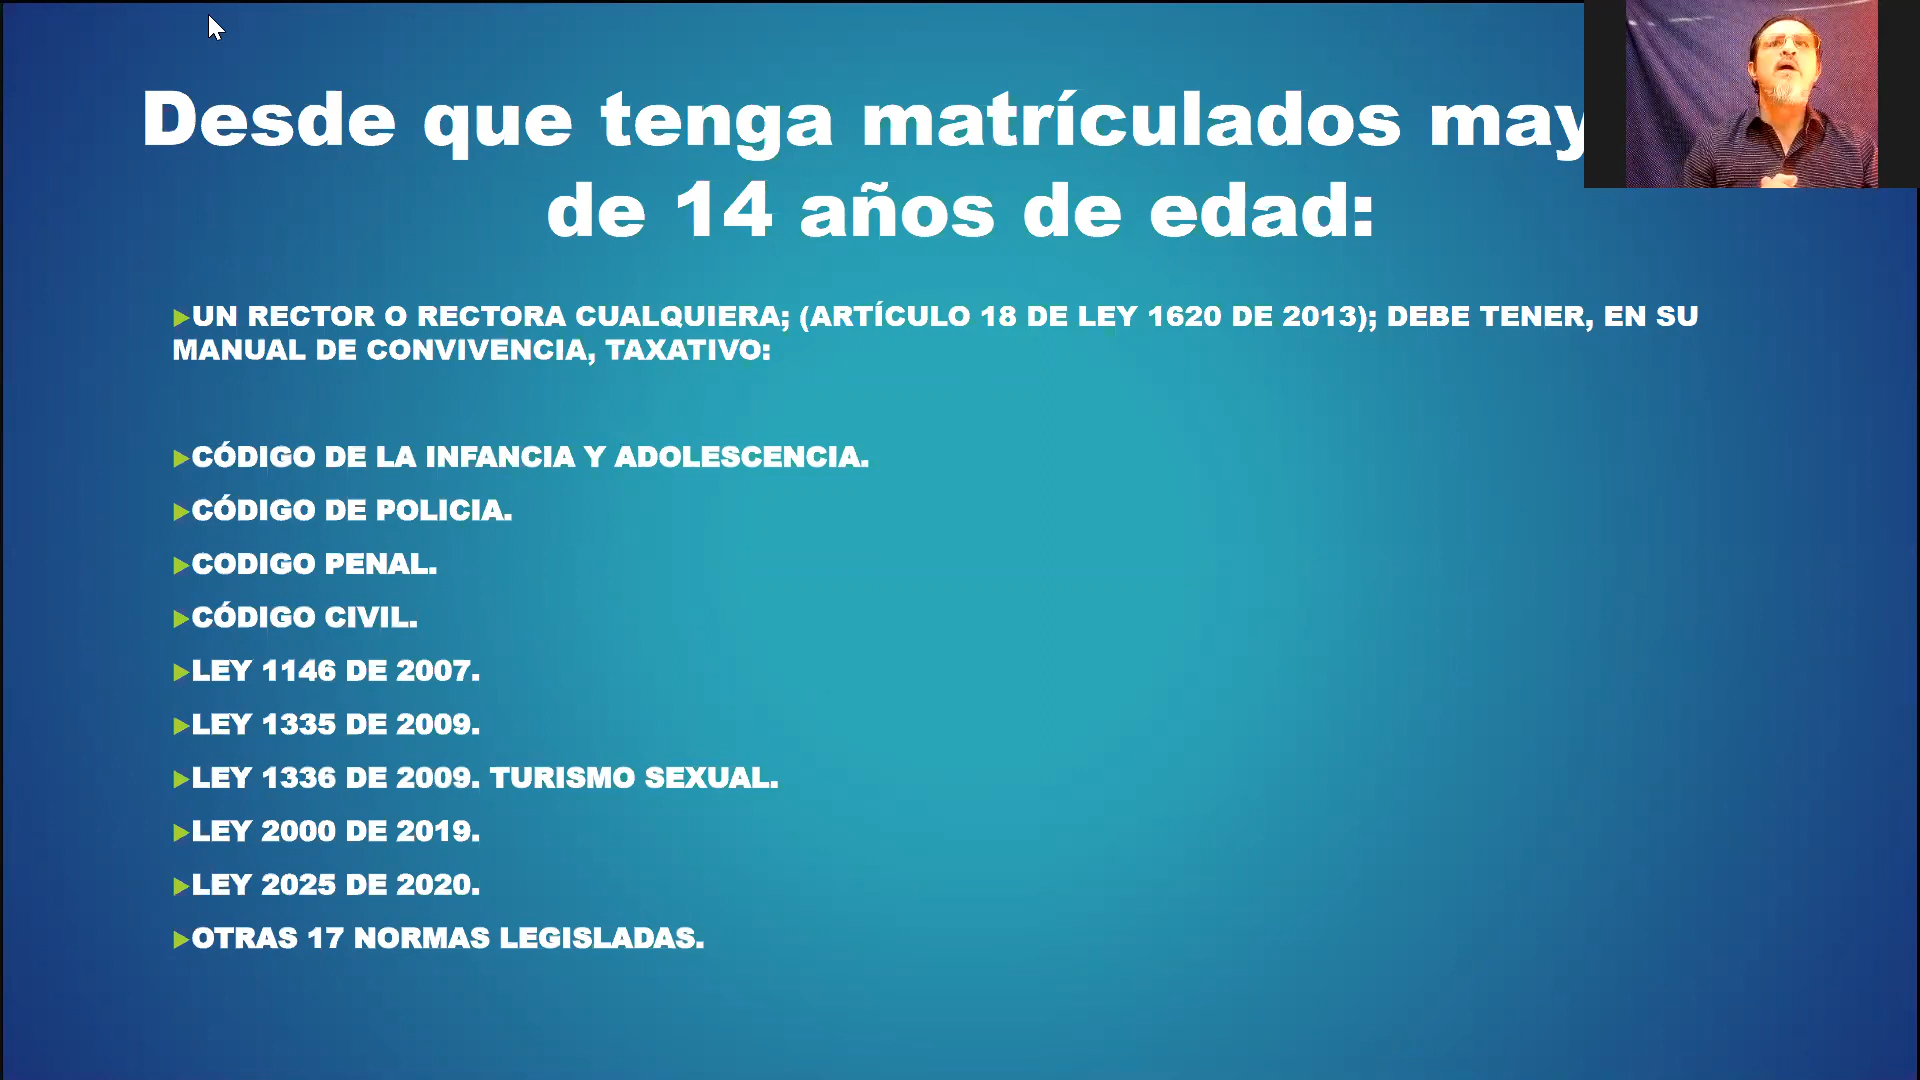 Desde que tenga matrículados may
de 14 años de edad:
UN RECTOR O RECTORA CUALQUIERA; (ARTÍCULO 18 DE LEY 1620 DE 2013); DEBE TENER, EN SU
MANUAL DE CONVIVENCIA, TAXATIVO:
CÓDIGO DE LA INFANCIA Y ADOLESCENCIA.
CÓDIGO DE POLICIA.
CODIGO PENAL.
CÓDIGO CIVIL.
LEY 1146 DE 2007.
LEY 1335 DE 2009.
LEY 1336 DE 2009. TURISMO SEXUAL.
LEY 2000 DE 2019.
LEY 2025 DE 2020.
OTRAS 17 NORMAS LEGISLADAS.